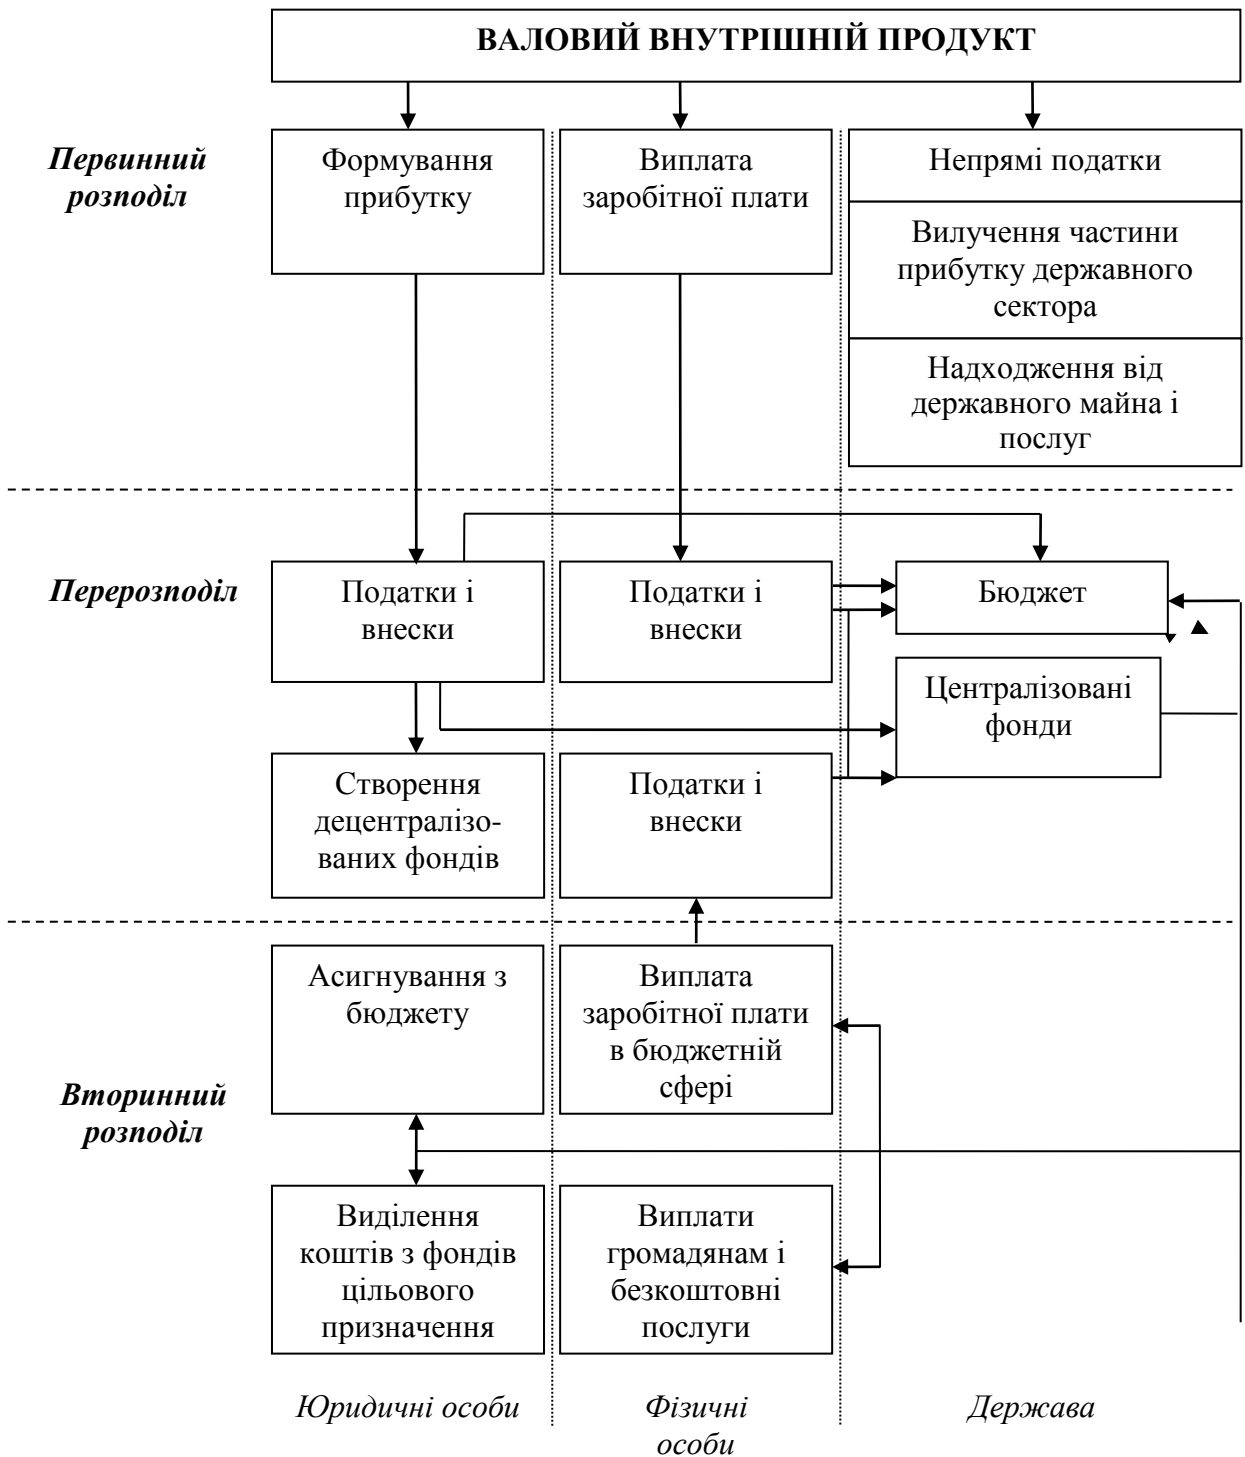 ВАЛОВИЙ ВНУТРІШНІЙ ПРОДУКТ
Первинний
розподіл
Формування
прибутку
Виплата
заробітної плати
Непрямі податки
Вилучення частини
прибутку державного
сектора
Надходження від
державного майна і
послуг
Перерозподіл
Податки і
внески
Податки і
внески
Бюджет
Централізовані
фонди
Створення
децентралізо-
ваних фондів
Податки і
внески
Вторинний
розподіл
Асигнування з
бюджету
Виплата
заробітної плати
в бюджетній
сфері
Виділення
коштів з фондів
цільового
призначення
Виплати
громадянам і
безкоштовні
послуги
Юридичні особи
Фізичні
особи
Держава